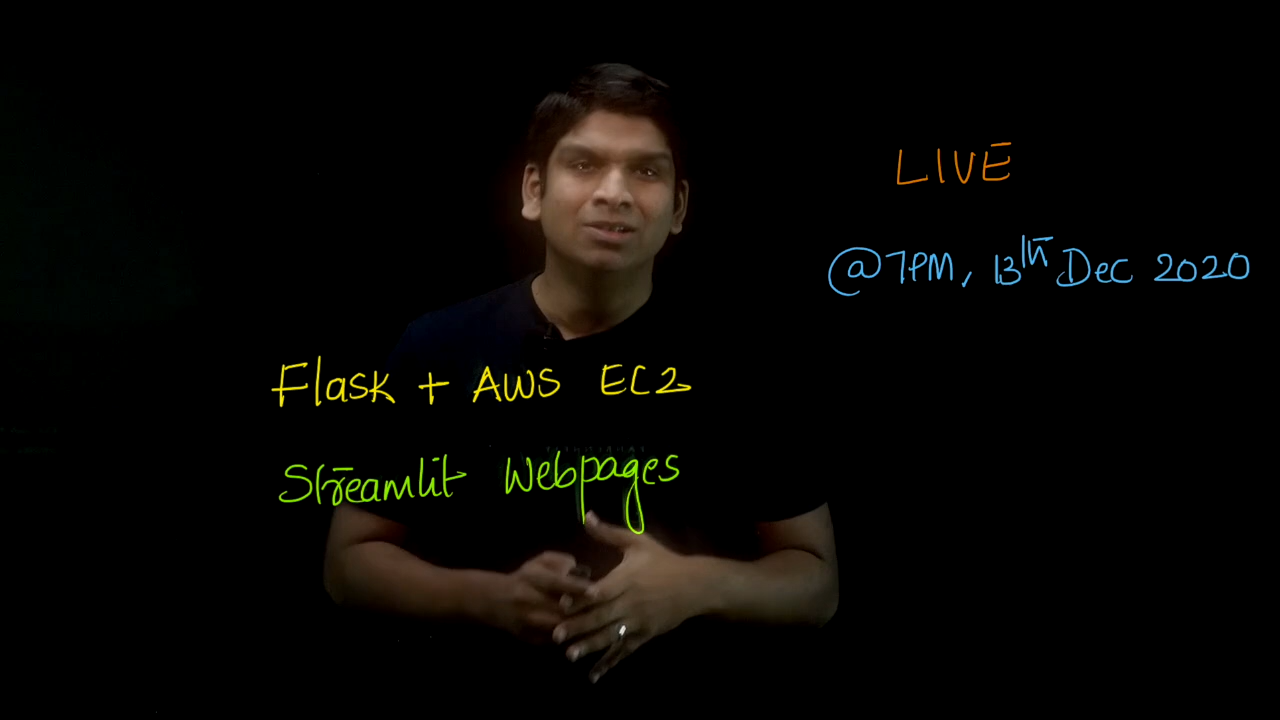 LIVE
@7PM, 13th Dec 2020
Flask + AWS EC2
Streamlit Webpages